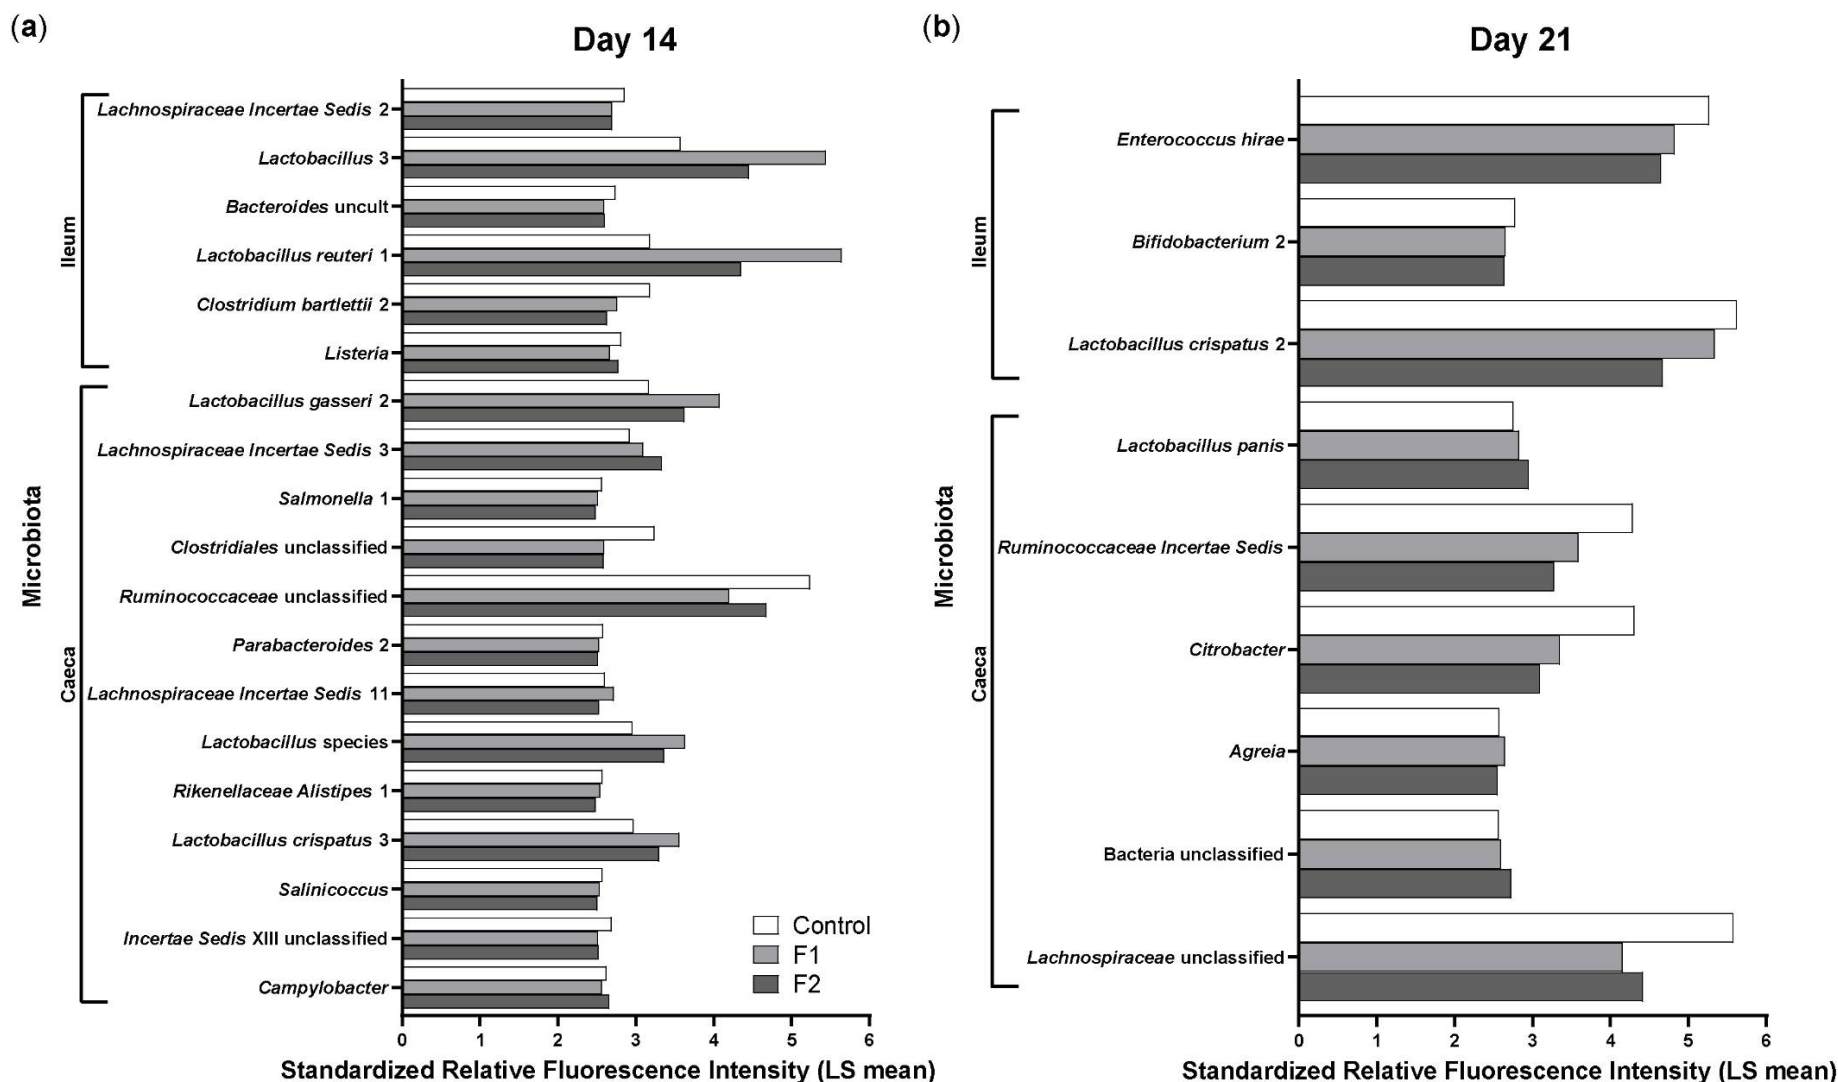 (a)
Day 14
Microbiota
Ileum
Lachnospiraceae Incertae Sedis 2
Lactobacillus 3
Bacteroides uncult
Lactobacillus reuteri 1
Clostridium bartlettii 2
Listeria
Caeca
Lactobacillus gasseri 2
Lachnospiraceae Incertae Sedis 3
Salmonella 1
Clostridiales unclassified
Ruminococcaceae unclassified
Parabacteroides 2
Lachnospiraceae Incertae Sedis 11
Lactobacillus species
Rikenellaceae Alistipes 1
Lactobacillus crispatus 3
Salinicoccus
Incertae Sedis XIII unclassified
Campylobacter
Control
F1
F2
0 1 2 3 4 5 6
Standardized Relative Fluorescence Intensity (LS mean)
(b)
Day 21
Microbiota
Ileum
Enterococcus hirae
Bifidobacterium 2
Lactobacillus crispatus 2
Caeca
Lactobacillus panis
Ruminococcaceae Incertae Sedis
Citrobacter
Agreia
Bacteria unclassified
Lachnospiraceae unclassified
0 1 2 3 4 5 6
Standardized Relative Fluorescence Intensity (LS mean)